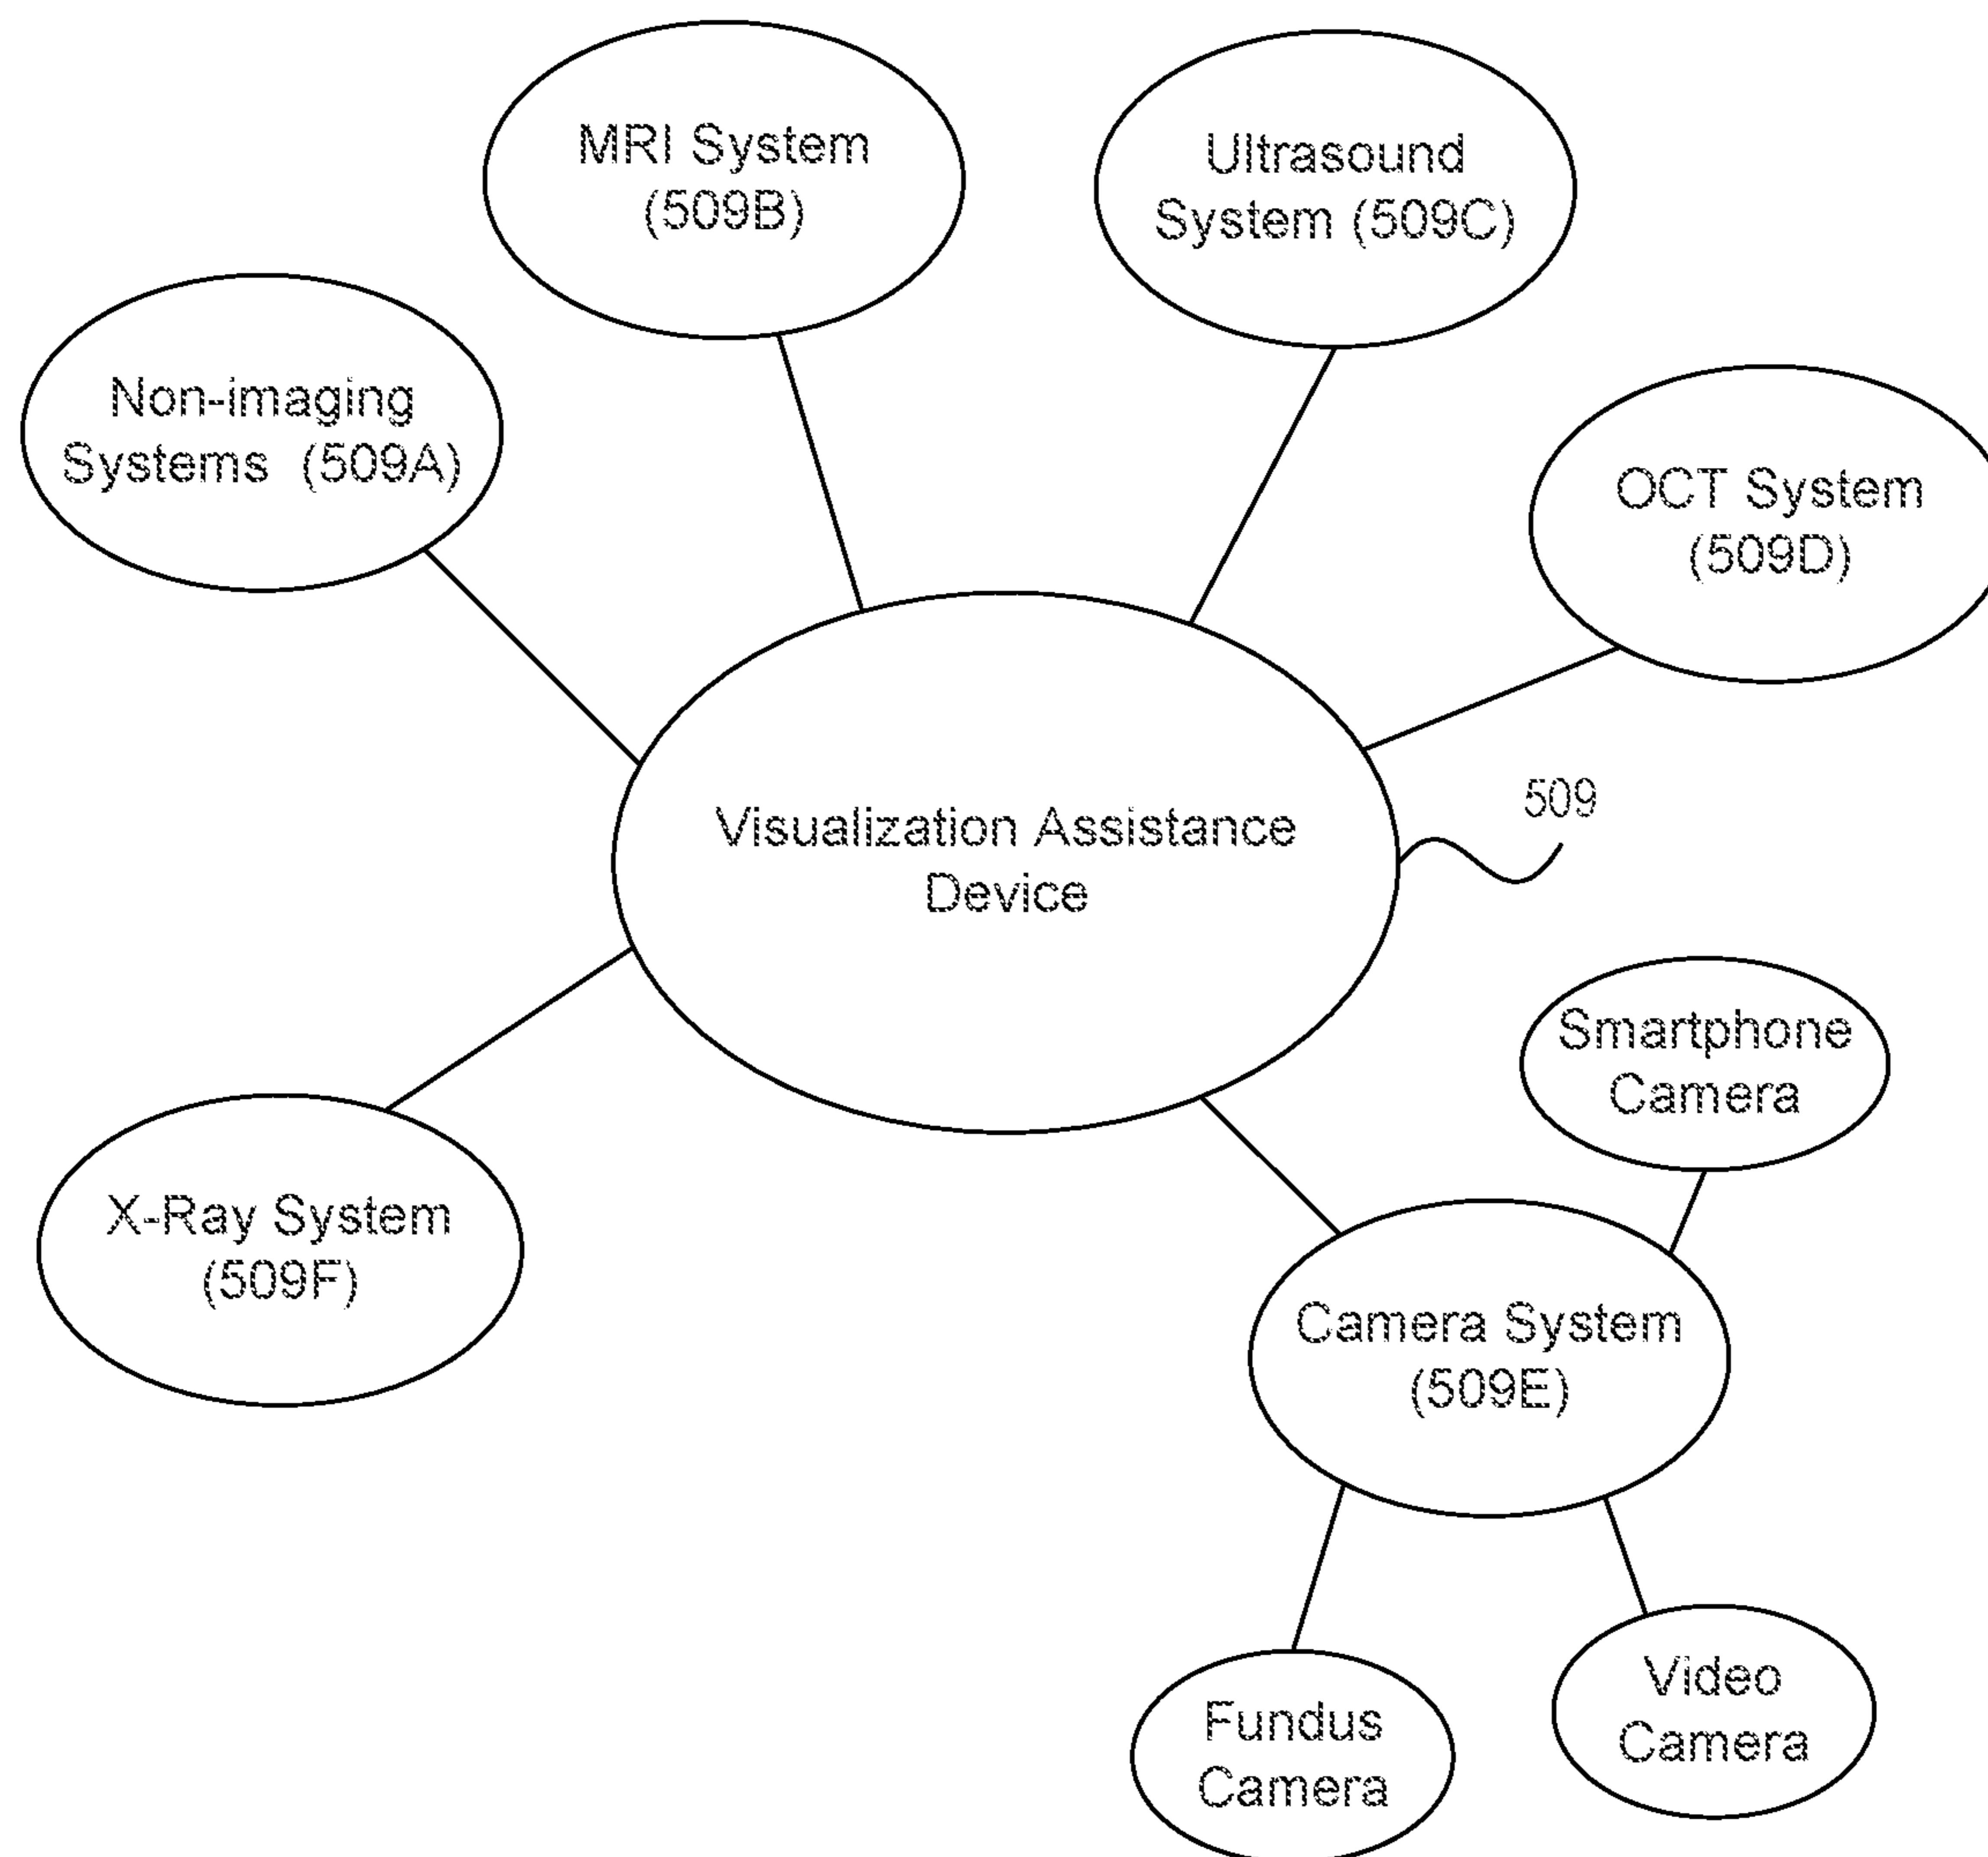 MRI System
(509B)
Ultrasound
System (509C)
Non-imaging
Systems (509A)
OCT System
(509D)
Visualization Assistance
Device
509
Smartphone
Camera
X-Ray System
(509F)
Camera System
(509E)
Fundus
Camera
Video
Camera